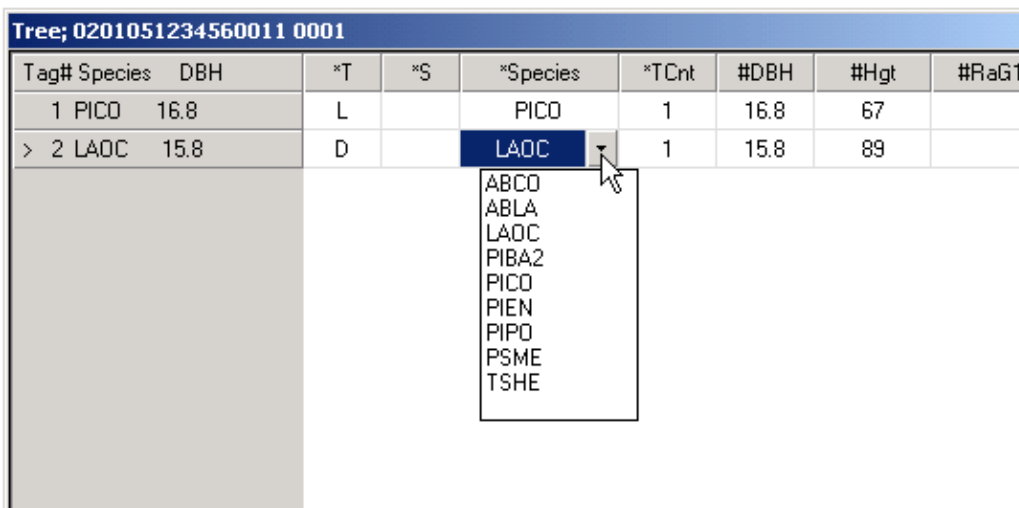 Tree; 0201051234560011 0001
Tag# Species DBH *T *S *Species *TCnt #DBH #Hgt #RaG1
1 PICO 16.8 L PICO 1 16.8 67
> 2 LAOC 15.8 D LAOC 1 15.8 89
ABCO
ABLA
LAOC
PIBA2
PICO
PIEN
PIPO
PSME
TSHE